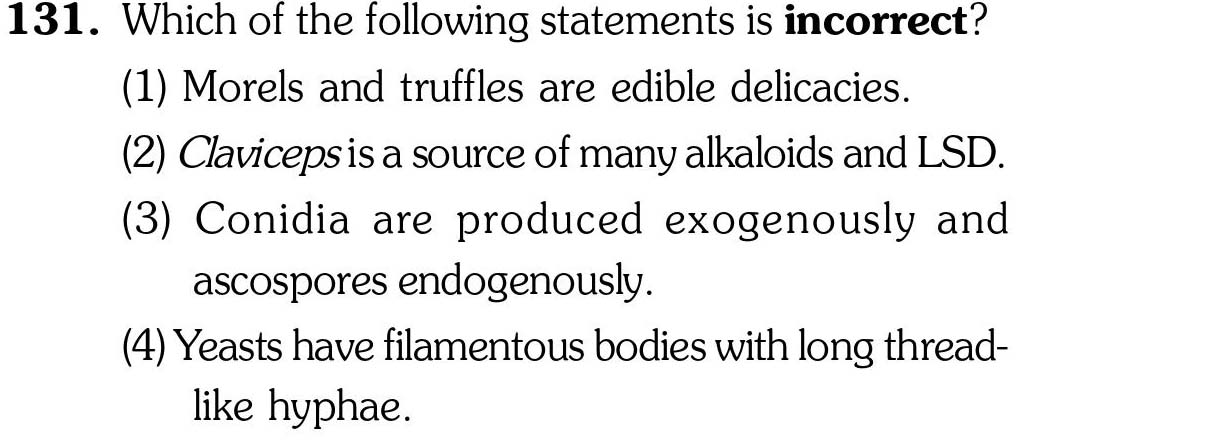 131. Which of the following statements is incorrect?
(1) Morels and truffles are edible delicacies.
(2) Claviceps is a source of many alkaloids and LSD.
(3) Conidia are produced exogenously and
ascospores endogenously.
(4) Yeasts have filamentous bodies with long thread-
like hyphae.